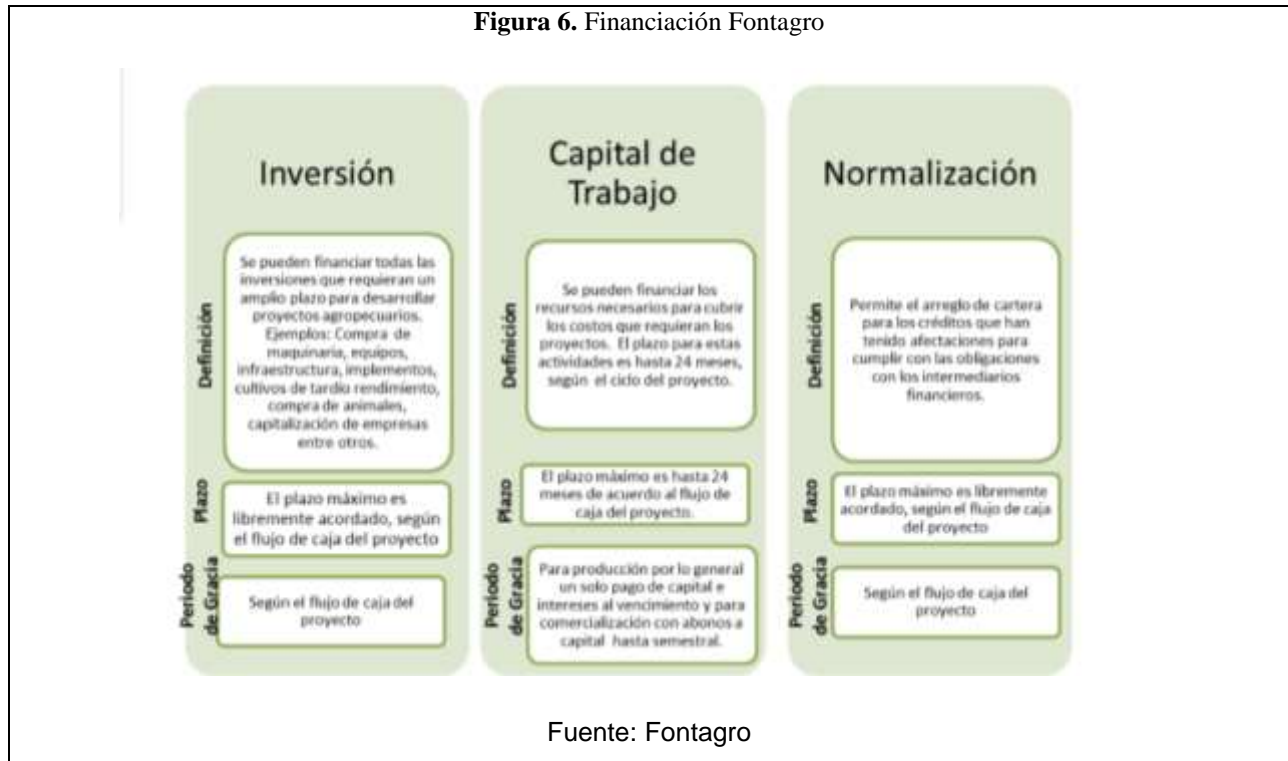 Figura 6. Financiación Fontagro
Inversión
Definición
Se pueden financiar todas las
inversiones que requieran un
amplio plazo para desarrollar
proyectos agropecuarios.
Ejemplos: Compra de
maquinaria, equipos,
infraestructura, implementos,
cultivos de tardío rendimiento,
compra de animales,
capitalización de empresas
entre otros.
Plazo
El plazo máximo es
libremente acordado, según
el flujo de caja del proyecto
Periodo
de Gracia
Según el flujo de caja del
proyecto
Capital de
Trabajo
Definición
Se pueden financiar los
recursos necesarios para cubrir
los costos que requieran los
proyectos. El plazo para estas
actividades es hasta 24 meses,
según el ciclo del proyecto.
Plazo
El plazo máximo es hasta 24
meses de acuerdo al flujo de
caja del proyecto.
Periodo
de Gracia
Para producción por lo general
un solo pago de capital e
intereses al vencimiento y para
comercialización con abonos a
capital hasta semestral.
Normalización
Definición
Permite el arreglo de cartera
para los créditos que han
tenido afectaciones para
cumplir con las obligaciones
con los intermediarios
financieros.
Plazo
El plazo máximo es libremente
acordado, según el flujo de caja
del proyecto
Periodo
de Gracia
Según el flujo de caja del
proyecto
Fuente: Fontagro